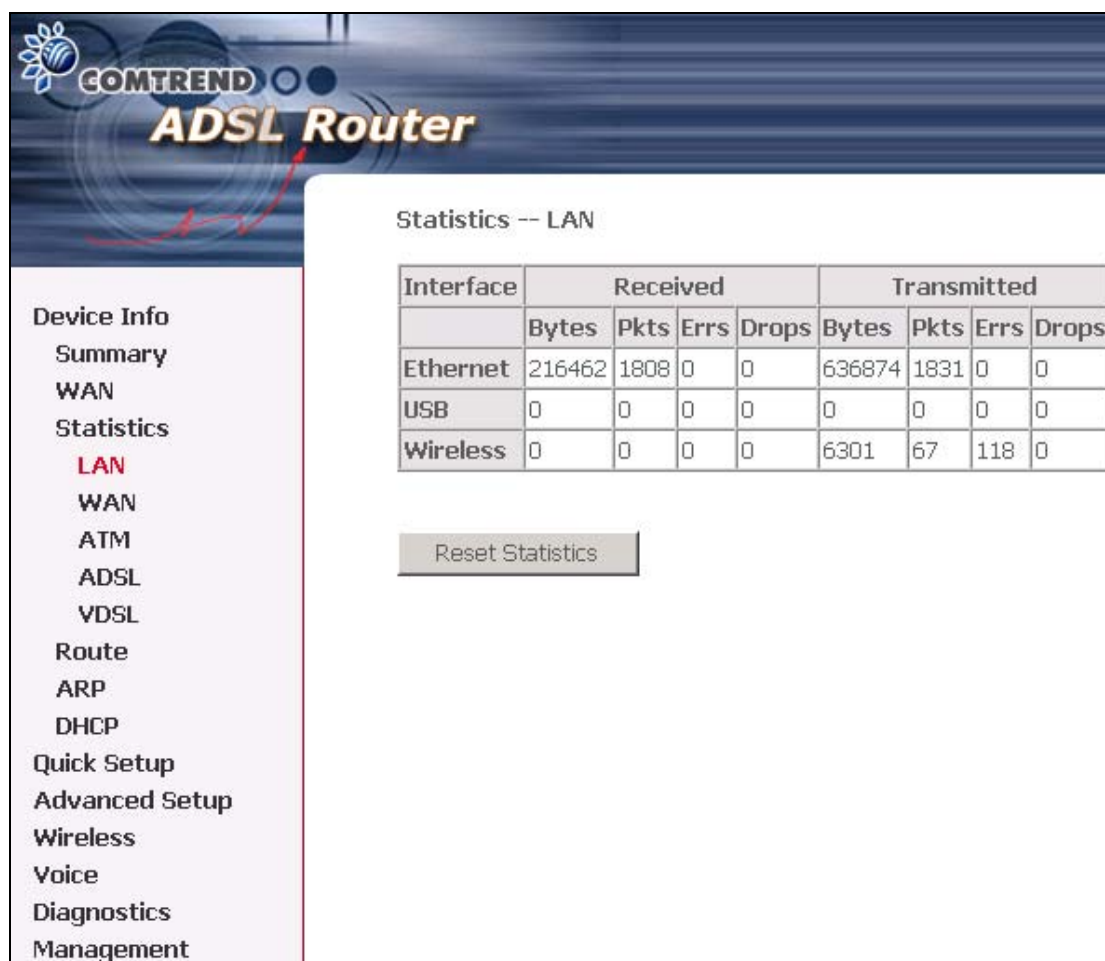 COMTREND
ADSL Router
Statistics -- LAN
Interface Received Transmitted
Bytes Pkts Errs Drops Bytes Pkts Errs Drops
Ethernet 216462 1808 0 0 636874 1831 0 0
USB 0 0 0 0 0 0 0 0
Wireless 0 0 0 0 6301 67 118 0
Reset Statistics
Device Info
Summary
WAN
Statistics
LAN
WAN
ATM
ADSL
VDSL
Route
ARP
DHCP
Quick Setup
Advanced Setup
Wireless
Voice
Diagnostics
Management